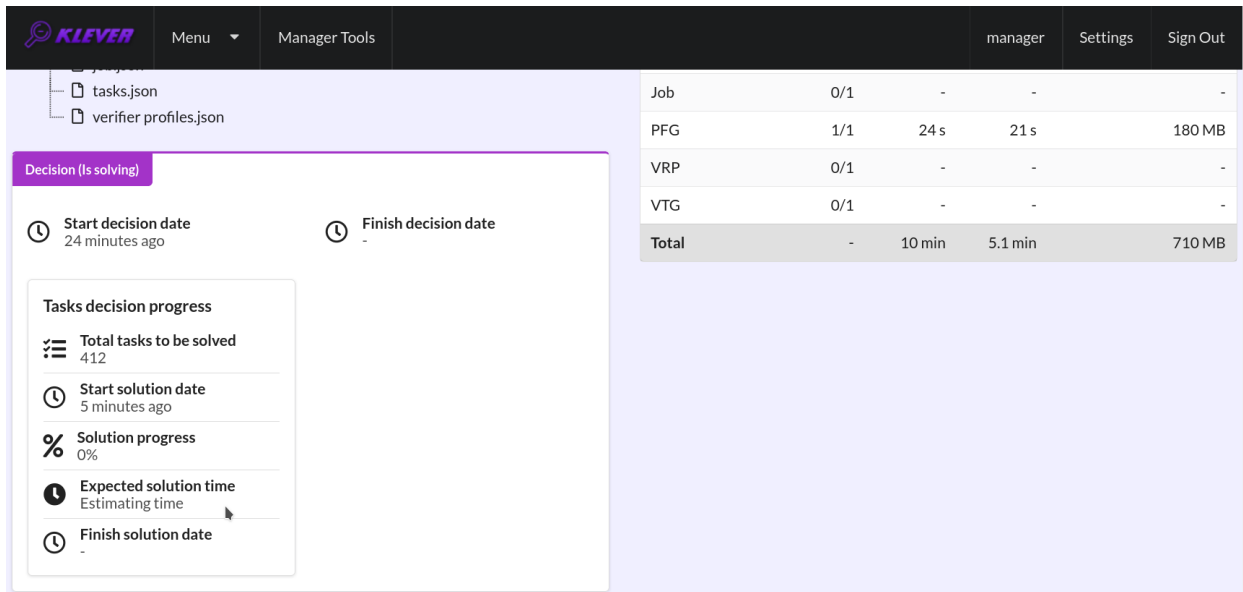 KLEVER
Menu
Manager Tools
manager
Settings
Sign Out
job.json
tasks.json
verifier profiles.json
Decision (Is solving)
Start decision date
24 minutes ago
Finish decision date
-
Tasks decision progress
Total tasks to be solved
412
Start solution date
5 minutes ago
Solution progress
0%
Expected solution time
Estimating time
Finish solution date
-
Job 0/1 - - -
PFG 1/1 24 s 21 s 180 MB
VRP 0/1 - - -
VTG 0/1 - - -
Total - 10 min 5.1 min 710 MB